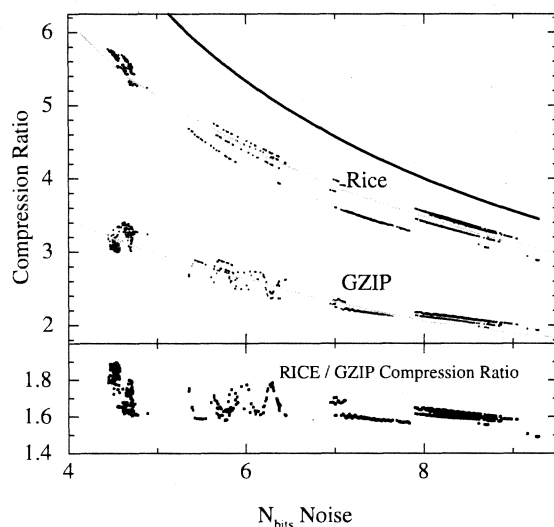 6
5
4
3
2
Compression Ratio
Rice
GZIP
RICE / GZIP Compression Ratio
1.8
1.6
1.4
4
6
8
N_bits Noise